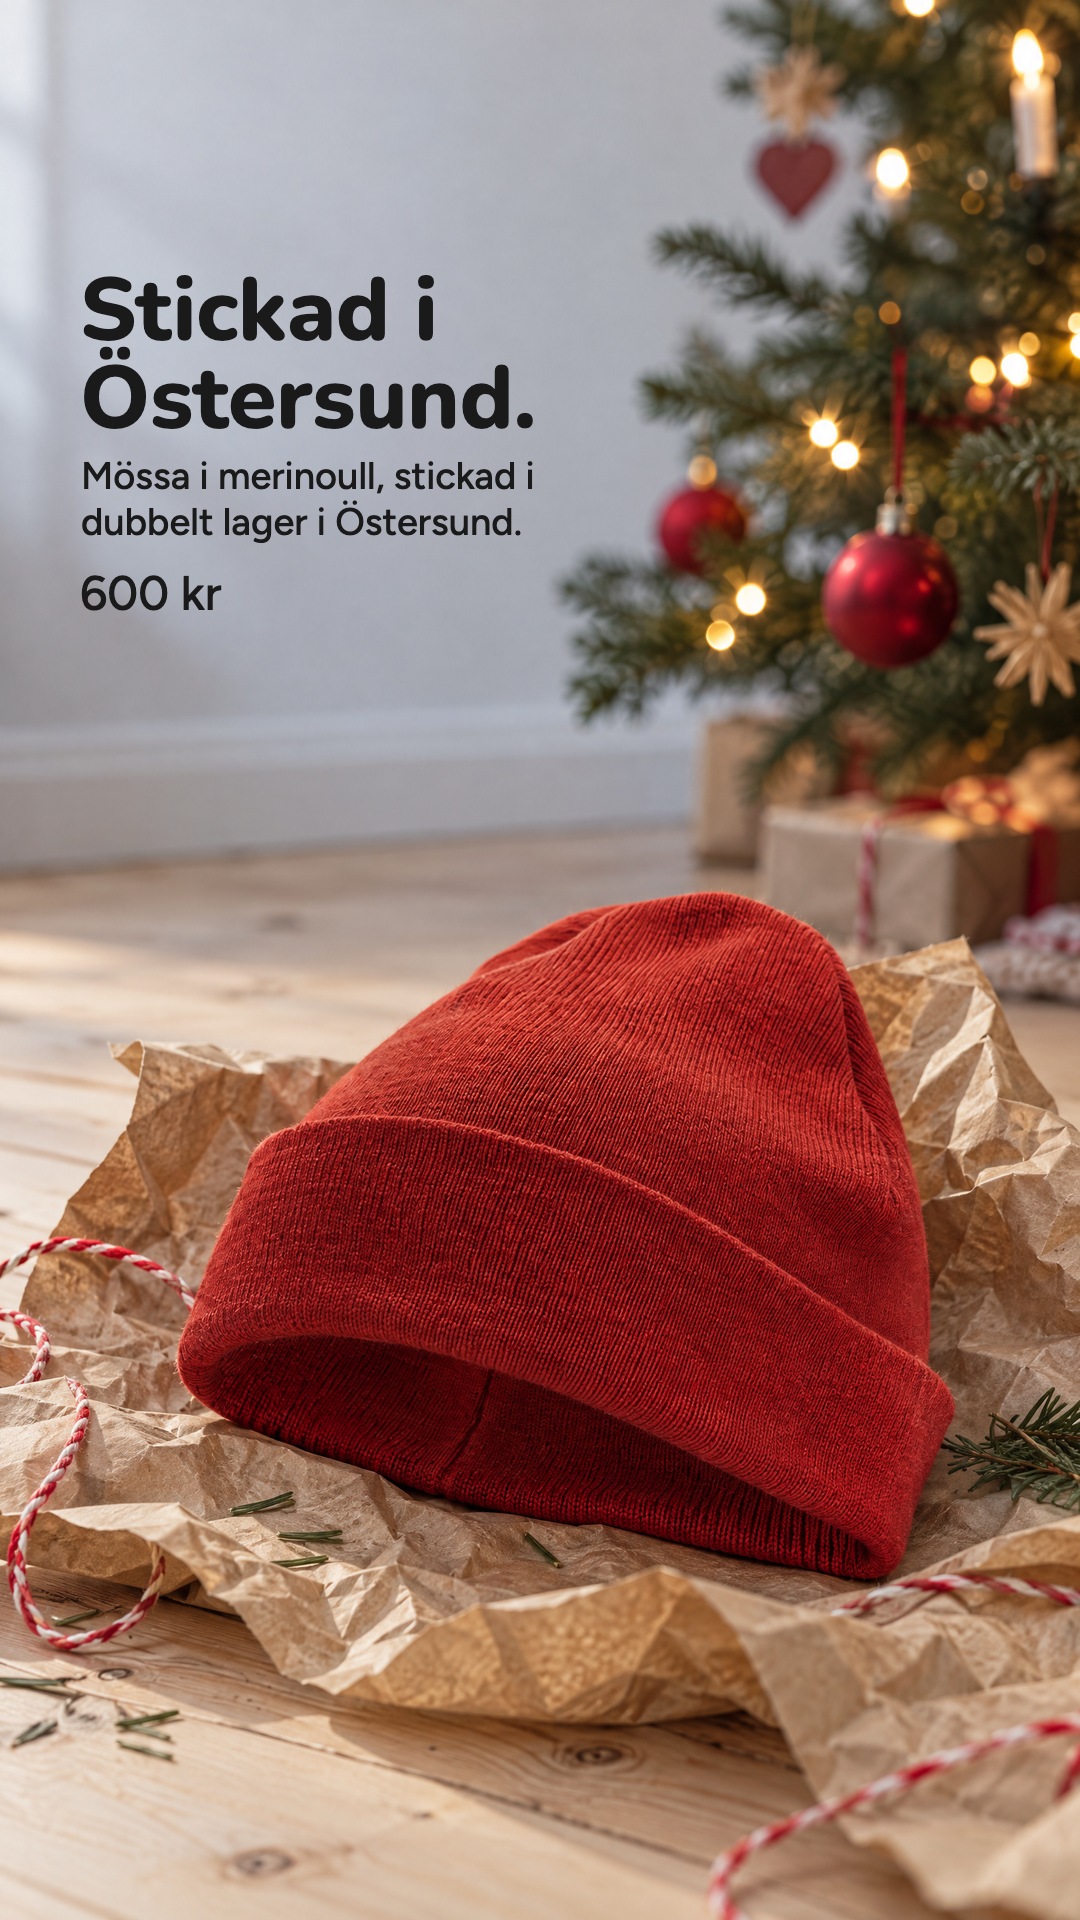 Stickad i
Östersund.
Mössa i merinoull, stickad i
dubbelt lager i Östersund.
600 kr